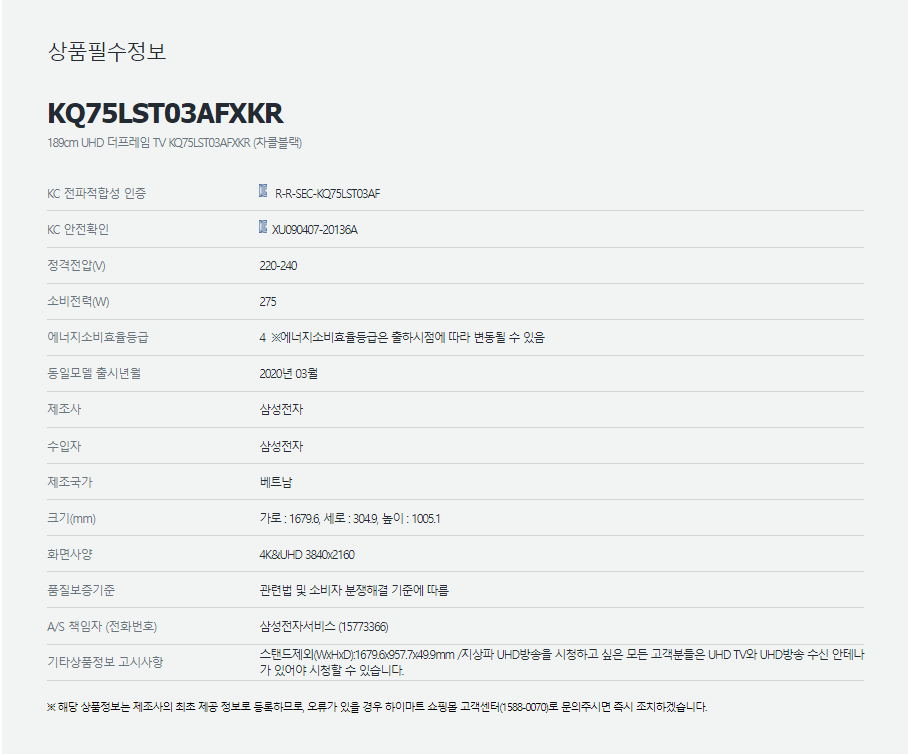 상품필수정보
KQ75LST03AFXKR
189cm UHD 더프레임 TV KQ75LST03AFXKR (차콜블랙)
KC 전파적합성 인증 R-R-SEC-KQ75LST03AF
KC 안전확인 XU090407-20136A
정격전압(V) 220-240
소비전력(W) 275
에너지소비효율등급 4 ※에너지소비효율등급은 출하시점에 따라 변동될 수 있음
동일모델 출시년월 2020년 03월
제조사 삼성전자
수입자 삼성전자
제조국가 베트남
크기(mm) 가로 : 1679.6, 세로 : 304.9, 높이 : 1005.1
화면사양 4K&UHD 3840x2160
품질보증기준 관련법 및 소비자 분쟁해결 기준에 따름
A/S 책임자 (전화번호) 삼성전자서비스 (15773366)
기타상품정보 고시사항 스탠드제외(WxHxD):1679.6x957.7x49.9mm /지상파 UHD방송을 시청하고 싶은 모든 고객분들은 UHD TV와 UHD방송 수신 안테나
가 있어야 시청할 수 있습니다.
※ 해당 상품정보는 제조사의 최초 제공 정보로 등록하므로, 오류가 있을 경우 하이마트 쇼핑몰 고객센터(1588-0070)로 문의주시면 즉시 조치하겠습니다.